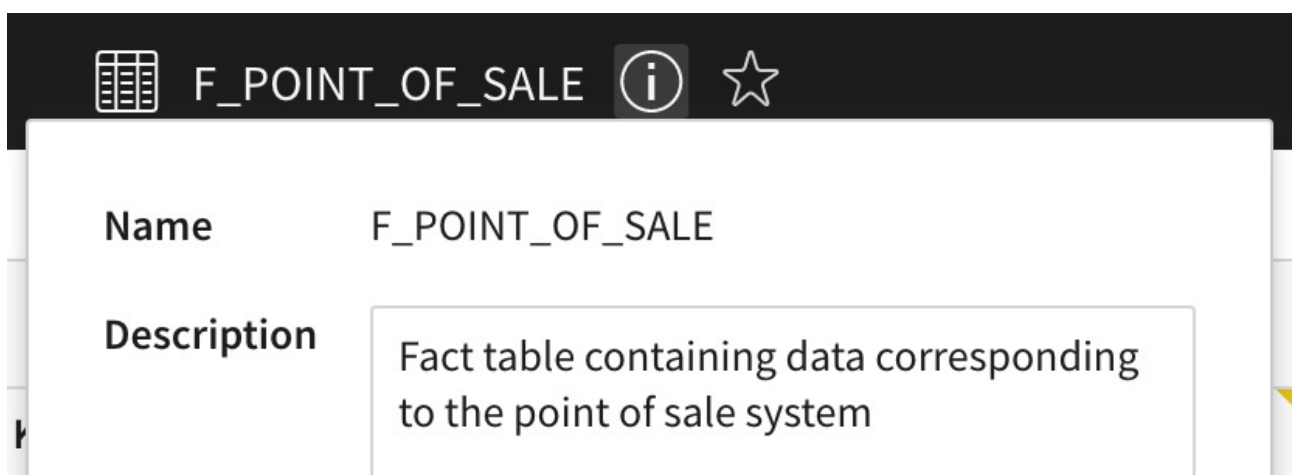 F_POINT_OF_SALE
Name F_POINT_OF_SALE
Description
Fact table containing data corresponding
to the point of sale system